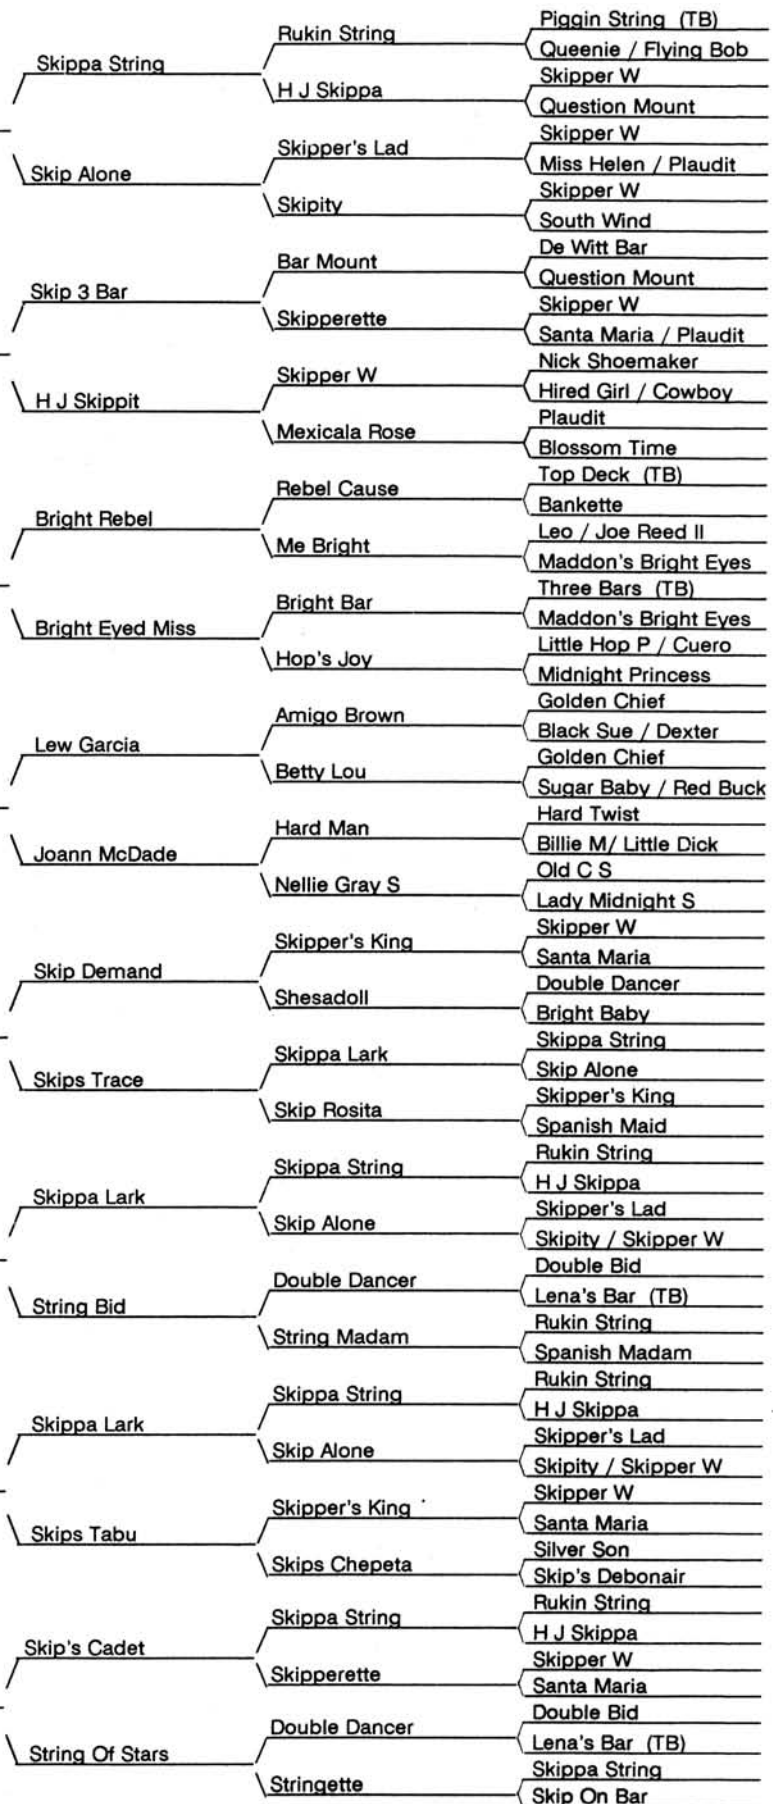 Piggin String (TB)
Rukin String
Queenie / Flying Bob
Skippa String
Skipper W
H J Skippa
Question Mount
Skipper W
Skipper's Lad
Miss Helen / Plaudit
Skip Alone
Skipper W
Skipity
South Wind
De Witt Bar
Bar Mount
Question Mount
Skip 3 Bar
Skipper W
Skipperette
Santa Maria / Plaudit
Nick Shoemaker
Skipper W
Hired Girl / Cowboy
H J Skippit
Plaudit
Mexicala Rose
Blossom Time
Top Deck (TB)
Rebel Cause
Bankette
Bright Rebel
Leo / Joe Reed II
Me Bright
Maddon's Bright Eyes
Three Bars (TB)
Bright Bar
Maddon's Bright Eyes
Bright Eyed Miss
Little Hop P / Cuero
Hop's Joy
Midnight Princess
Golden Chief
Amigo Brown
Black Sue / Dexter
Lew Garcia
Golden Chief
Betty Lou
Sugar Baby / Red Buck
Hard Twist
Hard Man
Billie M/ Little Dick
Joann McDade
Old C S
Nellie Gray S
Lady Midnight S
Skipper W
Skipper's King
Santa Maria
Skip Demand
Double Dancer
Shesadoll
Bright Baby
Skippa String
Skippa Lark
Skip Alone
Skips Trace
Skipper's King
Skip Rosita
Spanish Maid
Rukin String
Skippa String
H J Skippa
Skippa Lark
Skipper's Lad
Skip Alone
Skipity / Skipper W
Double Bid
Double Dancer
Lena's Bar (TB)
String Bid
Rukin String
String Madam
Spanish Madam
Rukin String
Skippa String
H J Skippa
Skippa Lark
Skipper's Lad
Skip Alone
Skipity / Skipper W
Skipper W
Skipper's King
Santa Maria
Skips Tabu
Silver Son
Skips Chepeta
Skip's Debonair
Rukin String
Skippa String
H J Skippa
Skip's Cadet
Skipper W
Skipperette
Santa Maria
Double Bid
Double Dancer
Lena's Bar (TB)
String Of Stars
Skippa String
Stringette
Skip On Bar